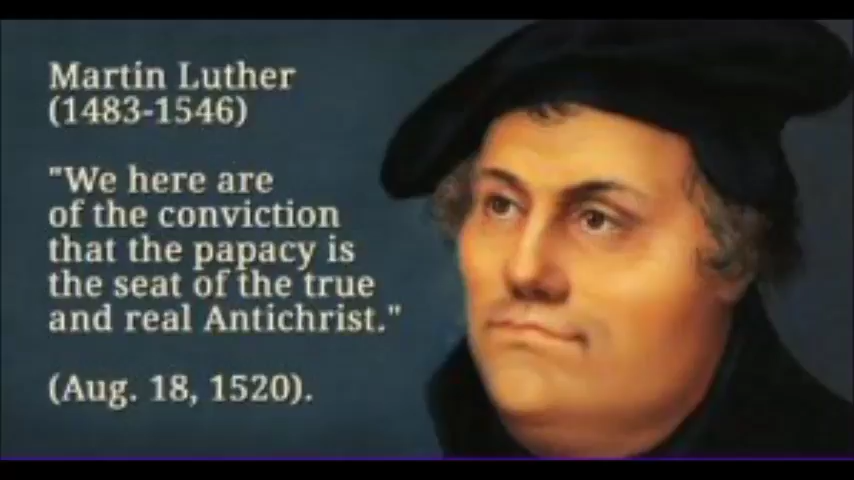 Martin Luther
(1483-1546)
"We here are
of the conviction
that the papacy is
the seat of the true
and real Antichrist."
(Aug. 18, 1520).